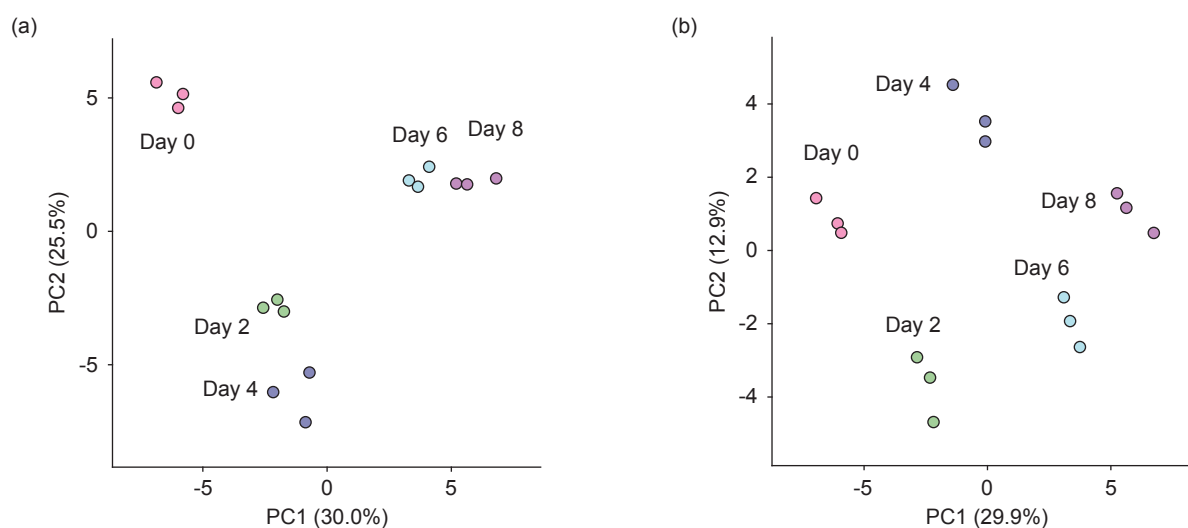 (a)
5
0
-5
PC2 (25.5%)
Day 0
Day 6
Day 8
Day 2
Day 4
-5
0
5
PC1 (30.0%)
(b)
4
2
0
-2
-4
PC2 (12.9%)
Day 4
Day 0
Day 8
Day 6
Day 2
-5
0
5
PC1 (29.9%)